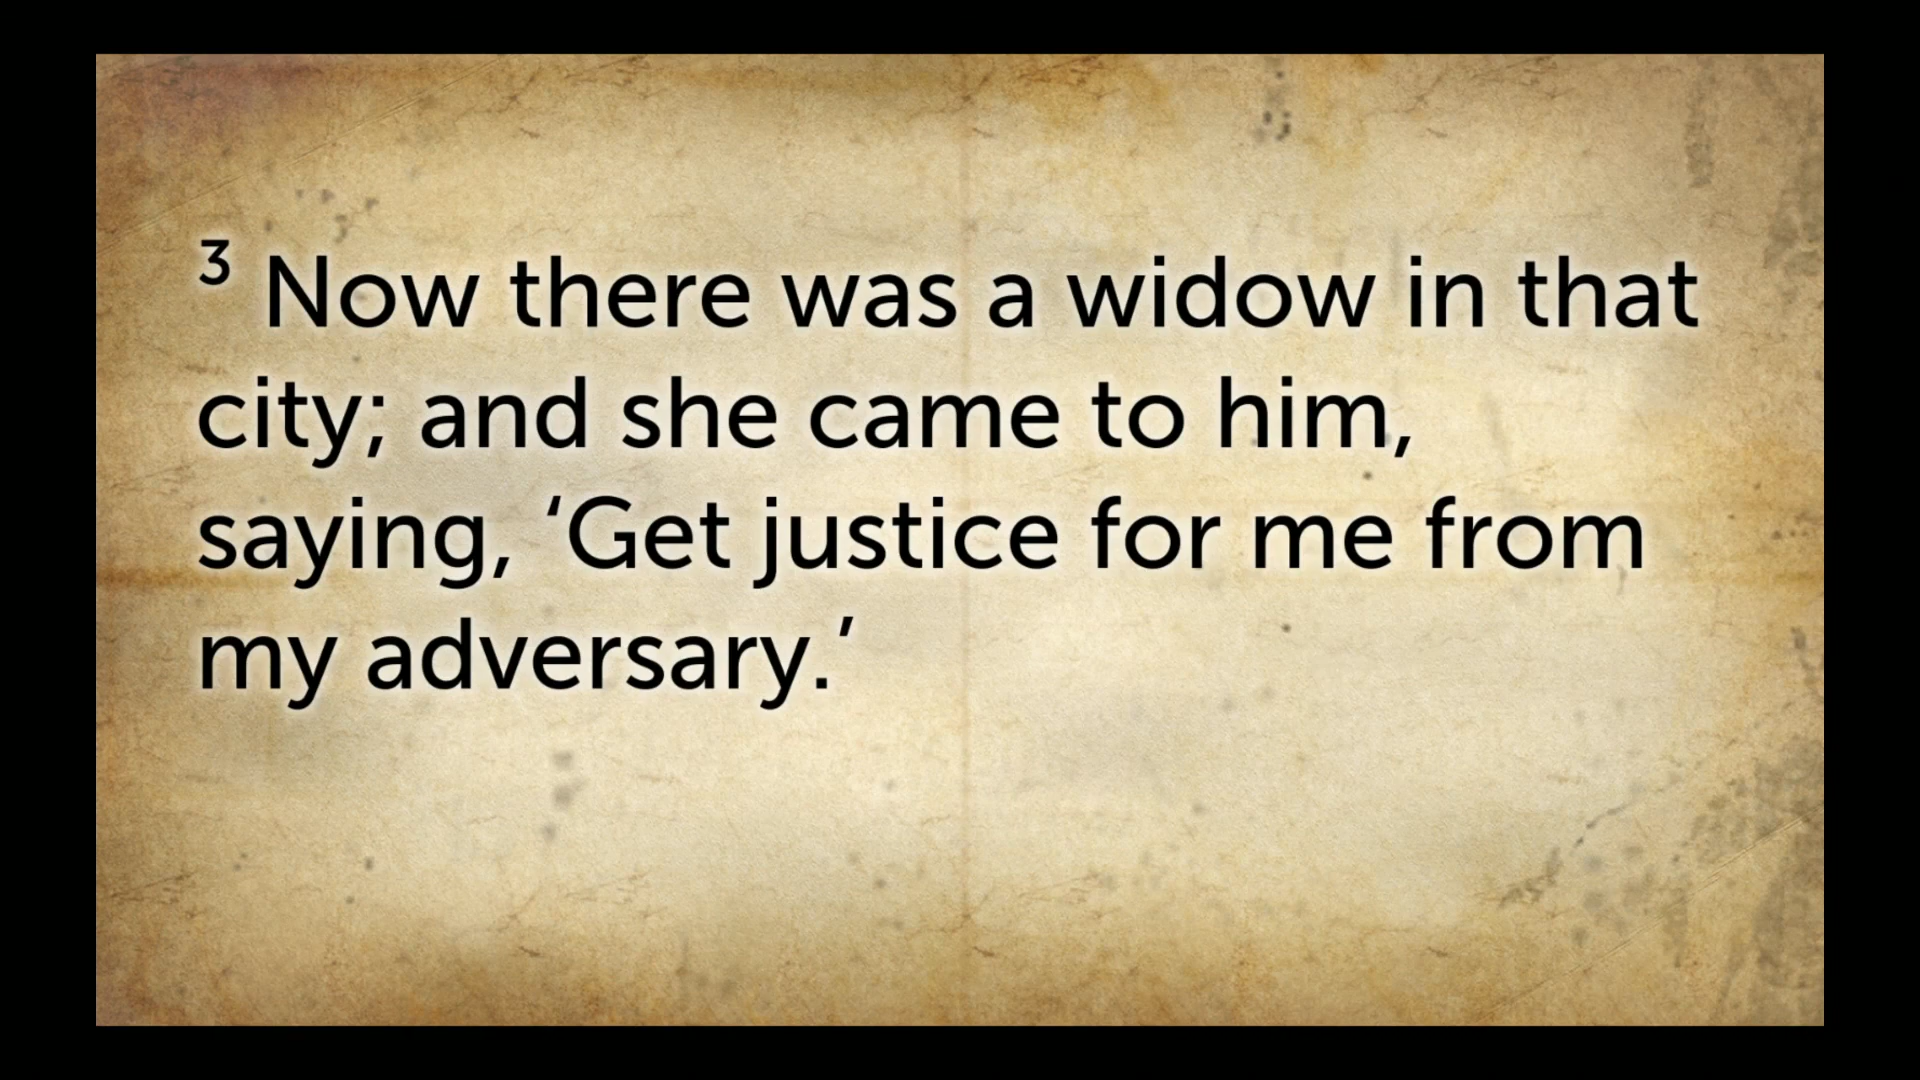 ³ Now there was a widow in that
city; and she came to him,
saying, ‘Get justice for me from
my adversary.’